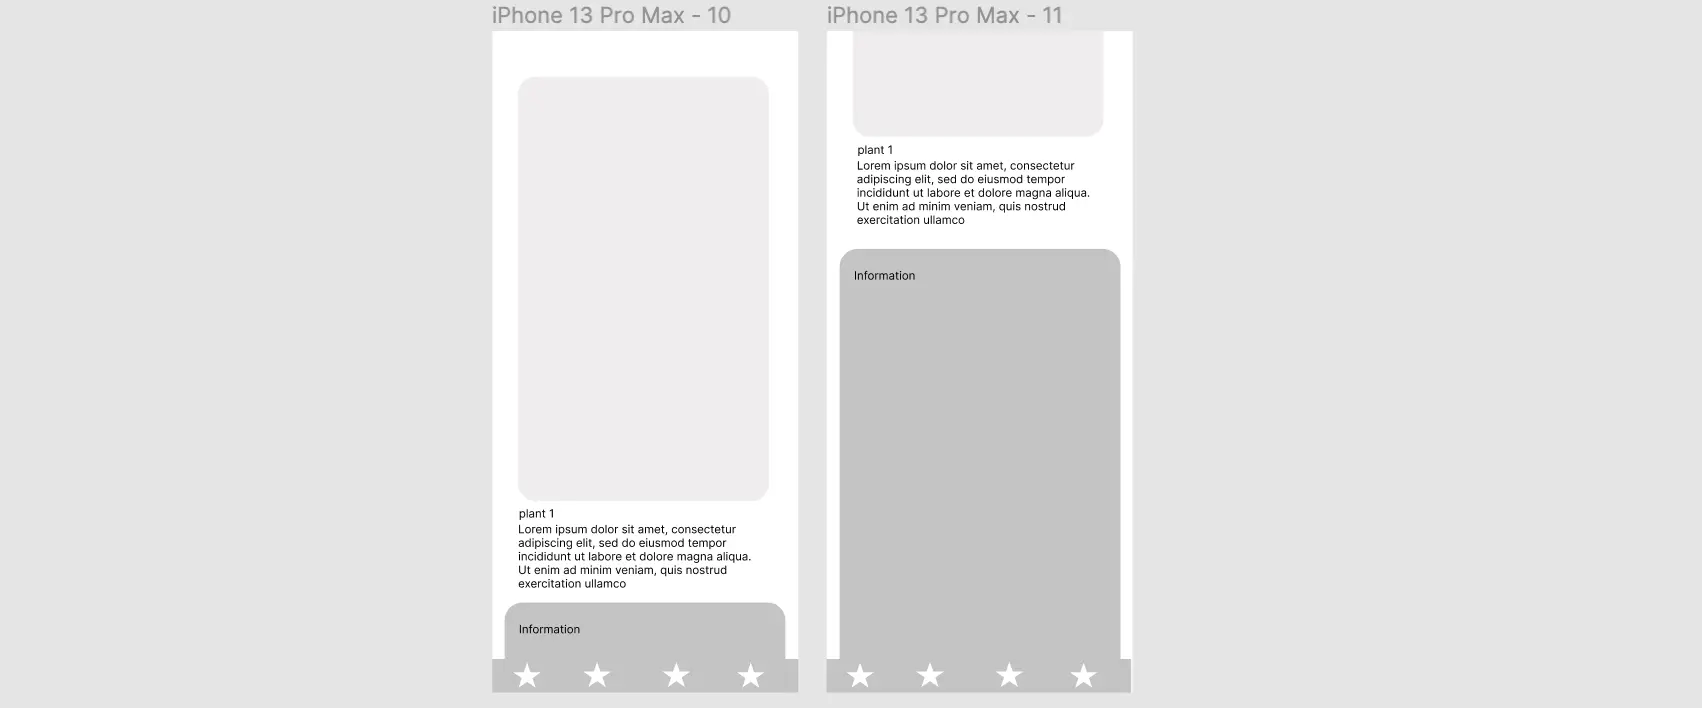 iPhone 13 Pro Max - 10
plant 1
Lorem ipsum dolor sit amet, consectetur
adipiscing elit, sed do eiusmod tempor
incididunt ut labore et dolore magna aliqua.
Ut enim ad minim veniam, quis nostrud
exercitation ullamco
Information
iPhone 13 Pro Max - 11
plant 1
Lorem ipsum dolor sit amet, consectetur
adipiscing elit, sed do eiusmod tempor
incididunt ut labore et dolore magna aliqua.
Ut enim ad minim veniam, quis nostrud
exercitation ullamco
Information